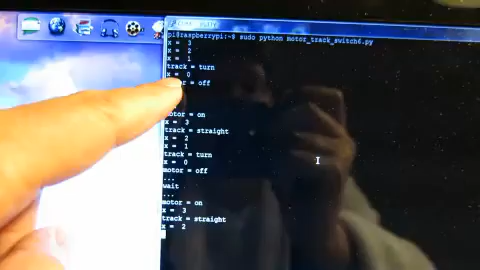 pi@raspberrypi:~$ sudo python motor_track_switch6.py
x = 3
x = 2
x = 1
track = turn
x = 0
= off
motor = on
x = 3
track = straight
x = 2
x = 1
track = turn
x = 0
motor = off
...
wait
...
motor = on
x = 3
track = straight
x = 2